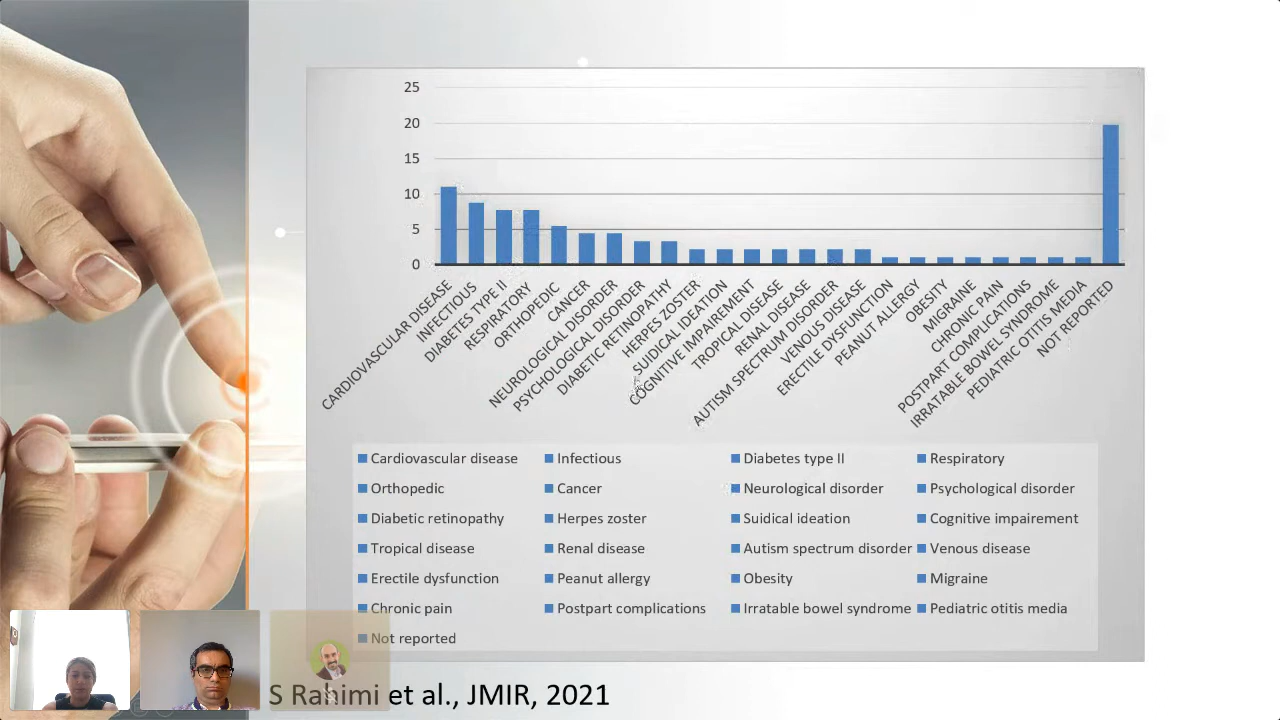 25
20
15
10
5
0
CARDIOVASCULAR DISEASE
INFECTIOUS
DIABETES TYPE II
RESPIRATORY
ORTHOPEDIC
CANCER
NEUROLOGICAL DISORDER
PSYCHOLOGICAL DISORDER
DIABETIC RETINOPATHY
HERPES ZOSTER
SUIDICAL IDEATION
COGNITIVE IMPAIREMENT
TROPICAL DISEASE
RENAL DISEASE
AUTISM SPECTRUM DISORDER
VENOUS DISEASE
ERECTILE DYSFUNCTION
PEANUT ALLERGY
OBESITY
MIGRAINE
CHRONIC PAIN
POSTPART COMPLICATIONS
IRRATABLE BOWEL SYNDROME
PEDIATRIC OTITIS MEDIA
NOT REPORTED
Cardiovascular disease Infectious Diabetes type II Respiratory
Orthopedic Cancer Neurological disorder Psychological disorder
Diabetic retinopathy Herpes zoster Suidical ideation Cognitive impairement
Tropical disease Renal disease Autism spectrum disorder Venous disease
Erectile dysfunction Peanut allergy Obesity Migraine
Chronic pain Postpart complications Irratable bowel syndrome Pediatric otitis media
Not reported
S Rahimi et al., JMIR, 2021